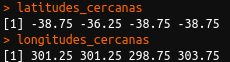 > latitudes_cercanas
[1] -38.75 -36.25 -38.75 -38.75
> longitudes_cercanas
[1] 301.25 301.25 298.75 303.75